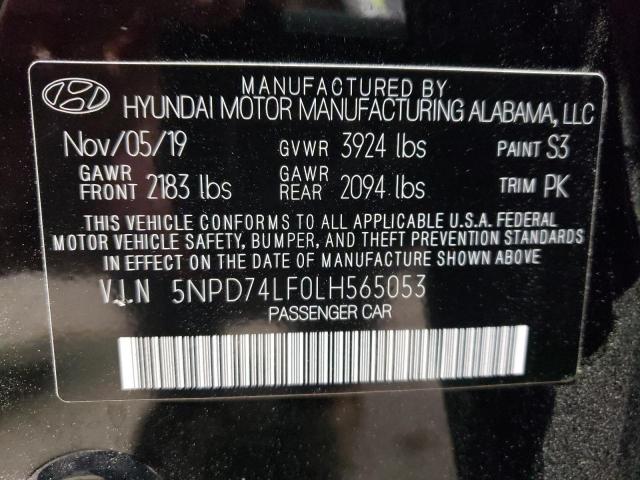 MANUFACTURED BY
HYUNDAI MOTOR MANUFACTURING ALABAMA, LLC
Nov/05/19 GVWR 3924 lbs PAINT S3
GAWR FRONT 2183 lbs GAWR REAR 2094 lbs TRIM PK
THIS VEHICLE CONFORMS TO ALL APPLICABLE U.S.A. FEDERAL
MOTOR VEHICLE SAFETY, BUMPER, AND THEFT PREVENTION STANDARDS
IN EFFECT ON THE DATE OF MANUFACTURE SHOWN ABOVE.
V.I.N 5NPD74LF0LH565053
PASSENGER CAR